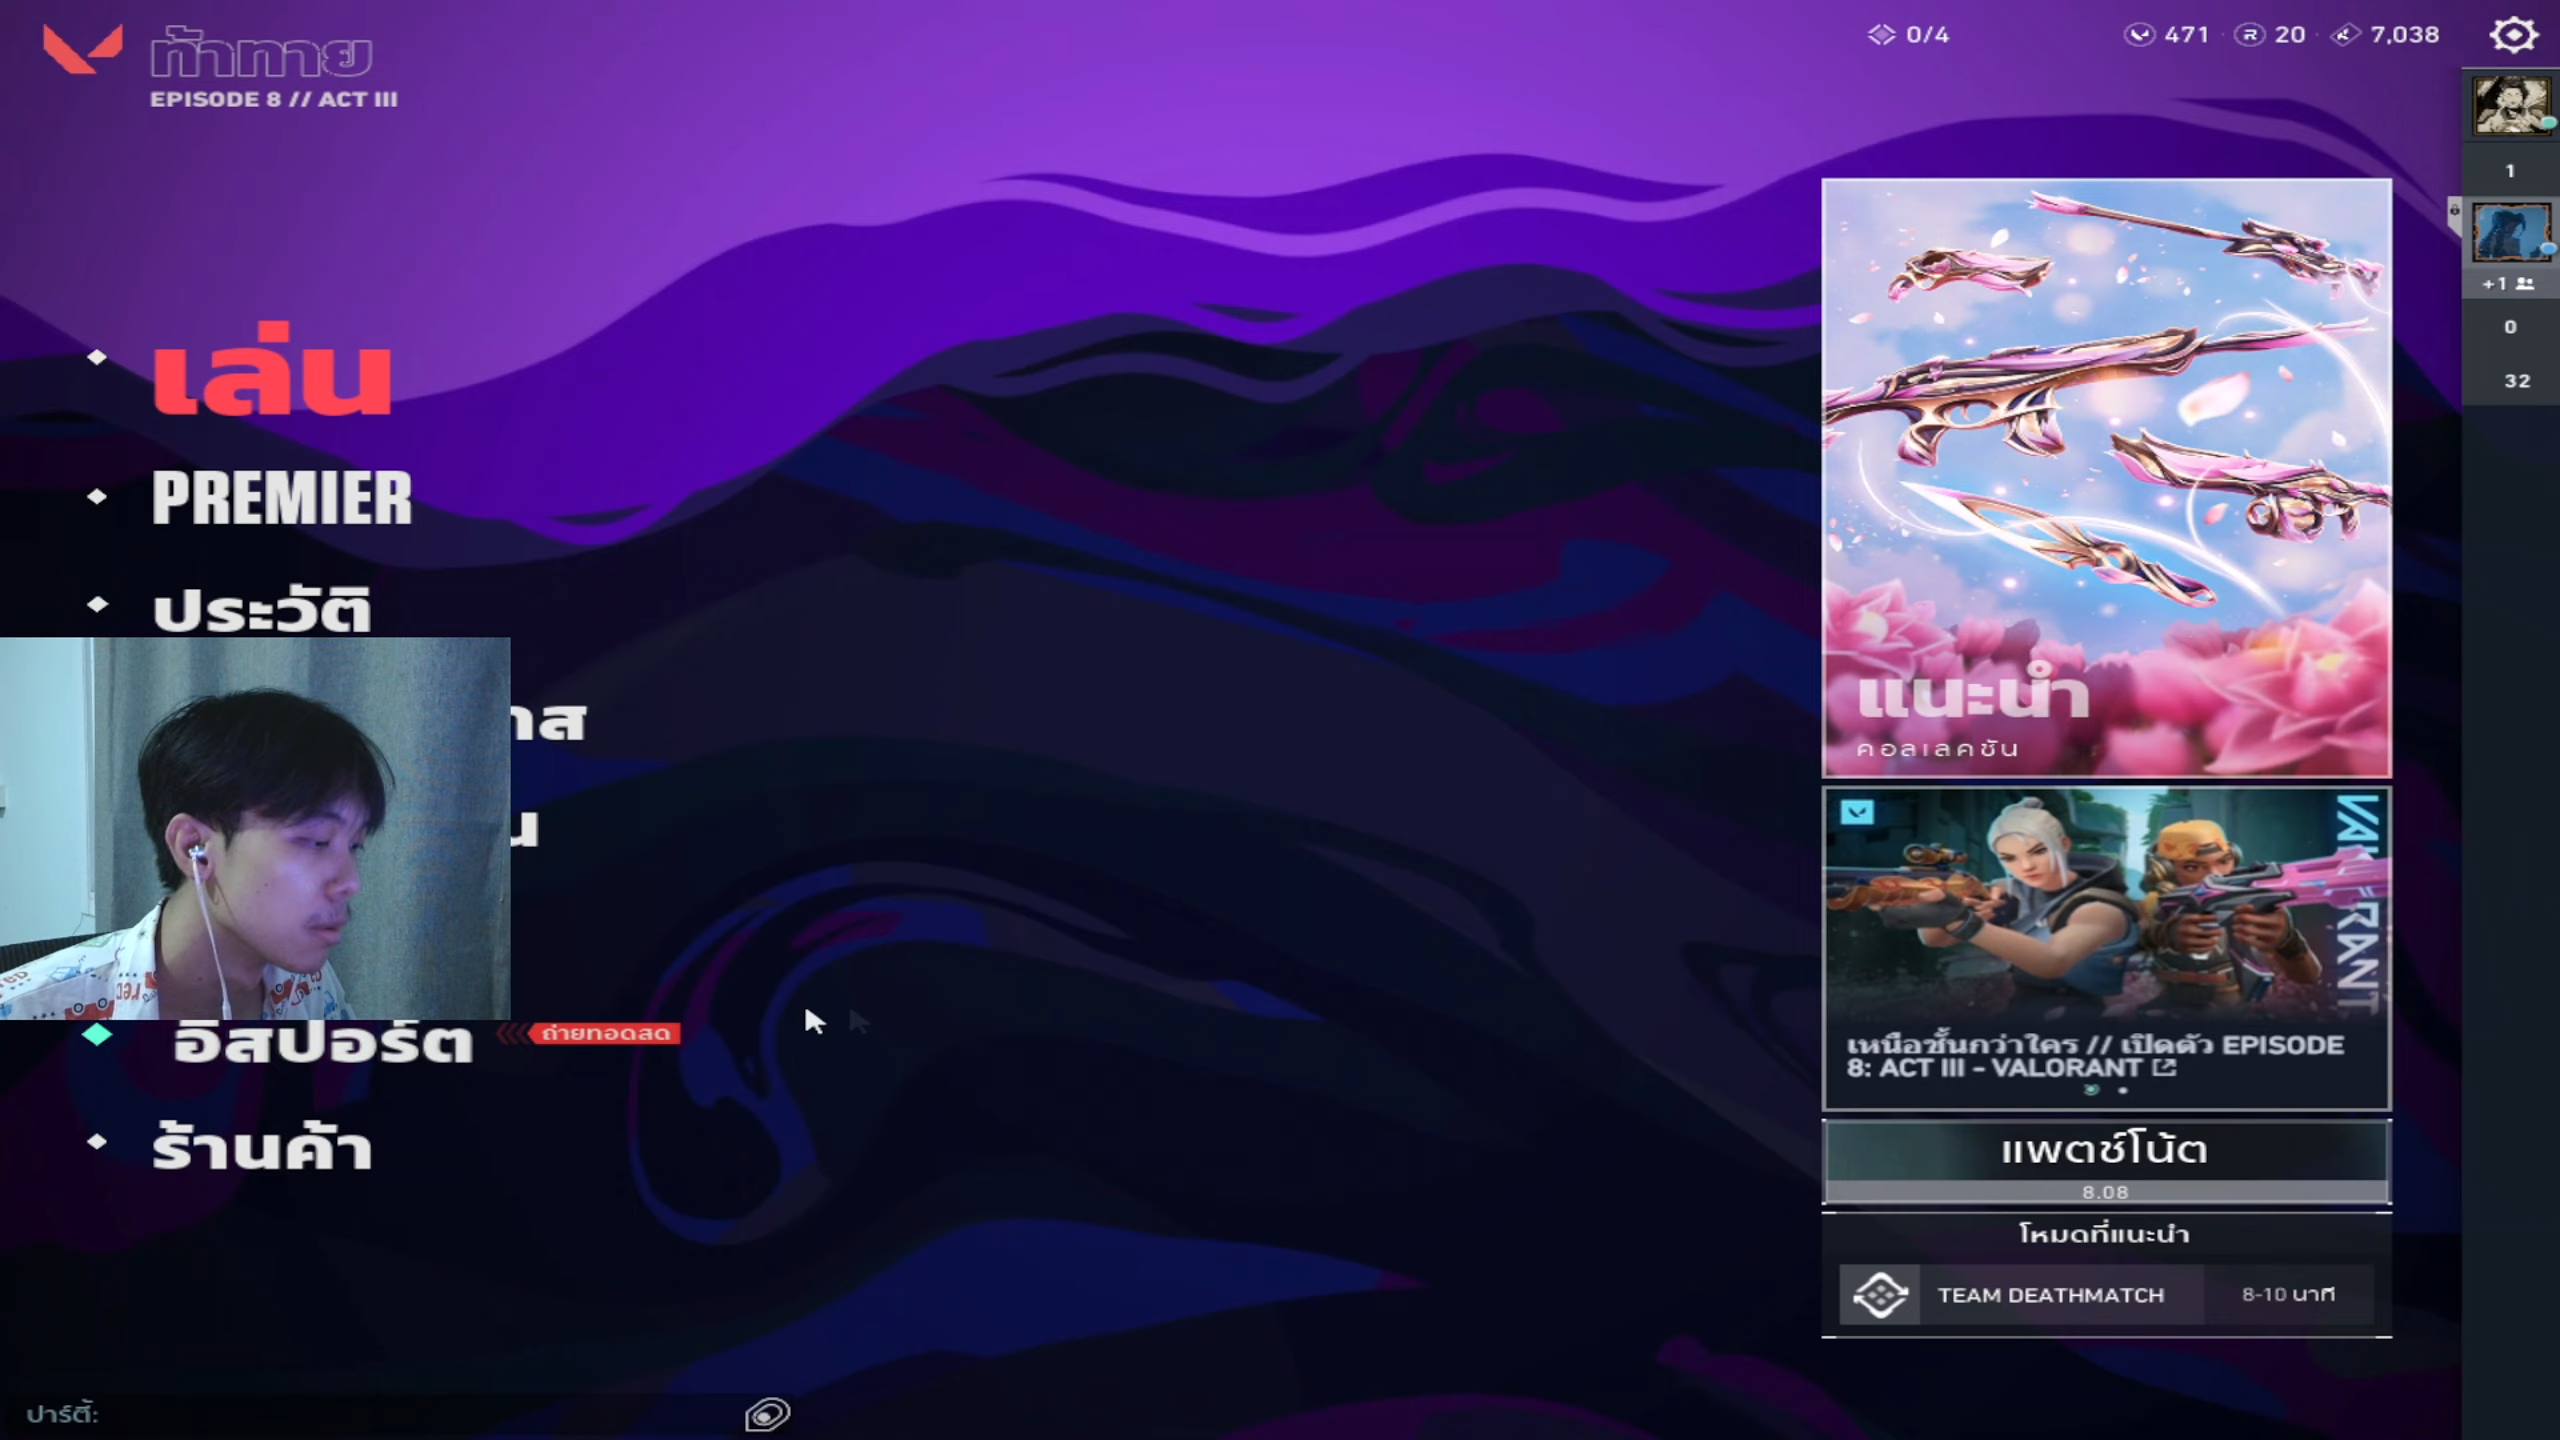 ท้าทาย
EPISODE 8 // ACT III
0/4
471
20
7,038
1
+1
0
32
เล่น
PREMIER
ประวัติ
าส
น
อีสปอร์ต
ถ่ายทอดสด
ร้านค้า
ปาร์ตี้:
แนะนำ
คอลเลคชัน
VALORANT
เหนือชั้นกว่าใคร // เปิดตัว EPISODE
8: ACT III - VALORANT
แพตช์โน้ต
8.08
โหมดที่แนะนำ
TEAM DEATHMATCH
8-10 นาที